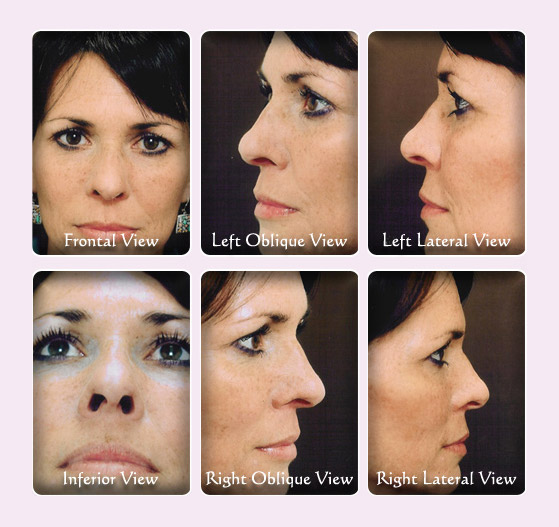 Frontal View
Left Oblique View
Left Lateral View
Inferior View
Right Oblique View
Right Lateral View